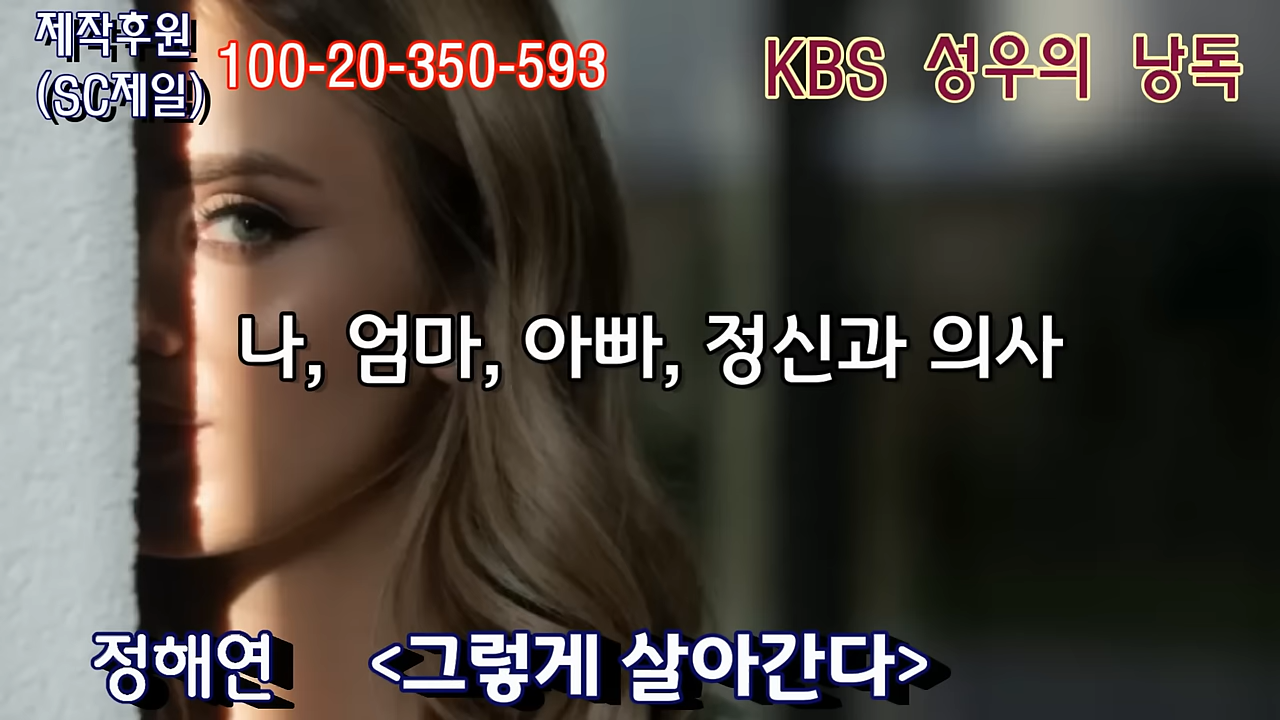 제작후원
(SC제일)
100-20-350-593
KBS 성우의 낭독
나, 엄마, 아빠, 정신과 의사
정해연 <그렇게 살아간다>